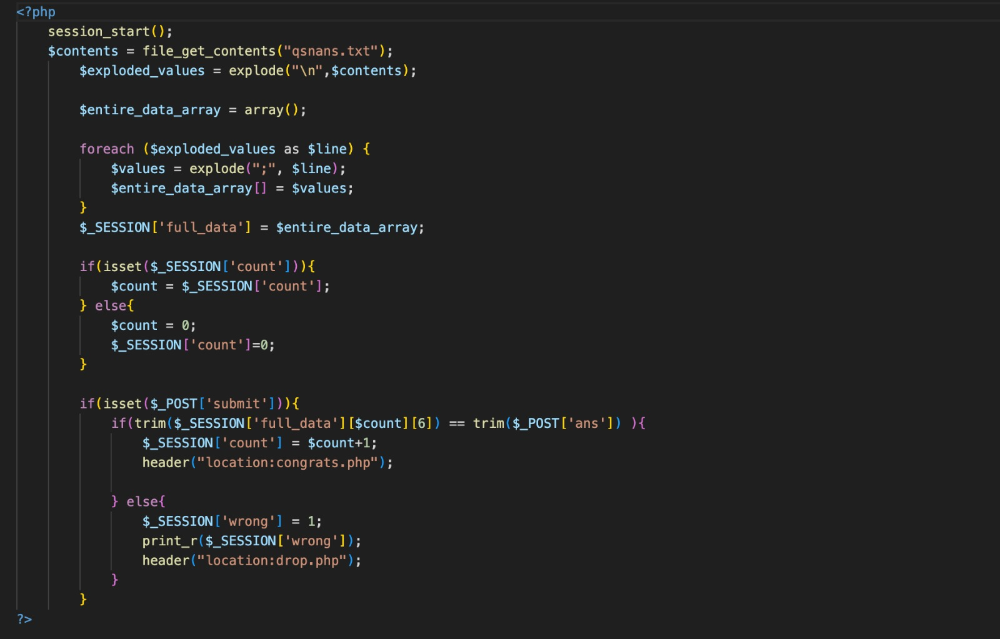 <?php
session_start();
$contents = file_get_contents("qsnans.txt");
$exploded_values = explode("\n",$contents);
$entire_data_array = array();
foreach ($exploded_values as $line) {
$values = explode(";", $line);
$entire_data_array[] = $values;
}
$_SESSION['full_data'] = $entire_data_array;
if(isset($_SESSION['count'])){
$count = $_SESSION['count'];
} else{
$count = 0;
$_SESSION['count']=0;
}
if(isset($_POST['submit'])){
if(trim($_SESSION['full_data'][$count][6]) == trim($_POST['ans']) ){
$_SESSION['count'] = $count+1;
header("location:congrats.php");
} else{
$_SESSION['wrong'] = 1;
print_r($_SESSION['wrong']);
header("location:drop.php");
}
}
?>